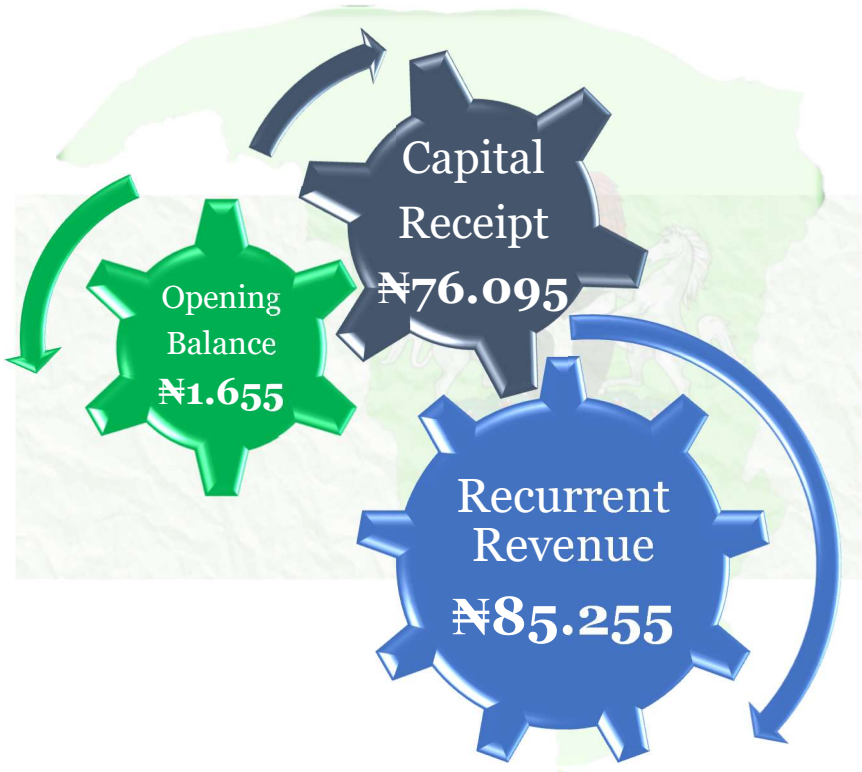 Capital
Receipt
₦76.095
Opening
Balance
₦1.655
Recurrent
Revenue
₦85.255